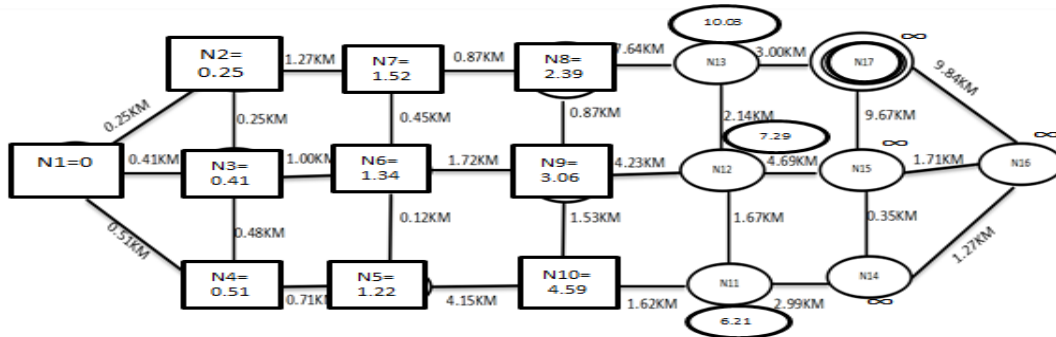 10.03
∞
N2=
0.25
1.27KM
N7=
1.52
0.87KM
N8=
2.39
7.64KM
N13
3.00KM
N17
9.84KM
0.25KM
0.25KM
0.45KM
0.87KM
2.14KM
9.67KM
7.29
∞
∞
N1=0
0.41KM
N3=
0.41
1.00KM
N6=
1.34
1.72KM
N9=
3.06
4.23KM
N12
4.69KM
N15
1.71KM
N16
0.51KM
0.48KM
0.12KM
1.53KM
1.67KM
0.35KM
1.27KM
N4=
0.51
0.71KM
N5=
1.22
4.15KM
N10=
4.59
1.62KM
N11
2.99KM
N14
∞
6.21